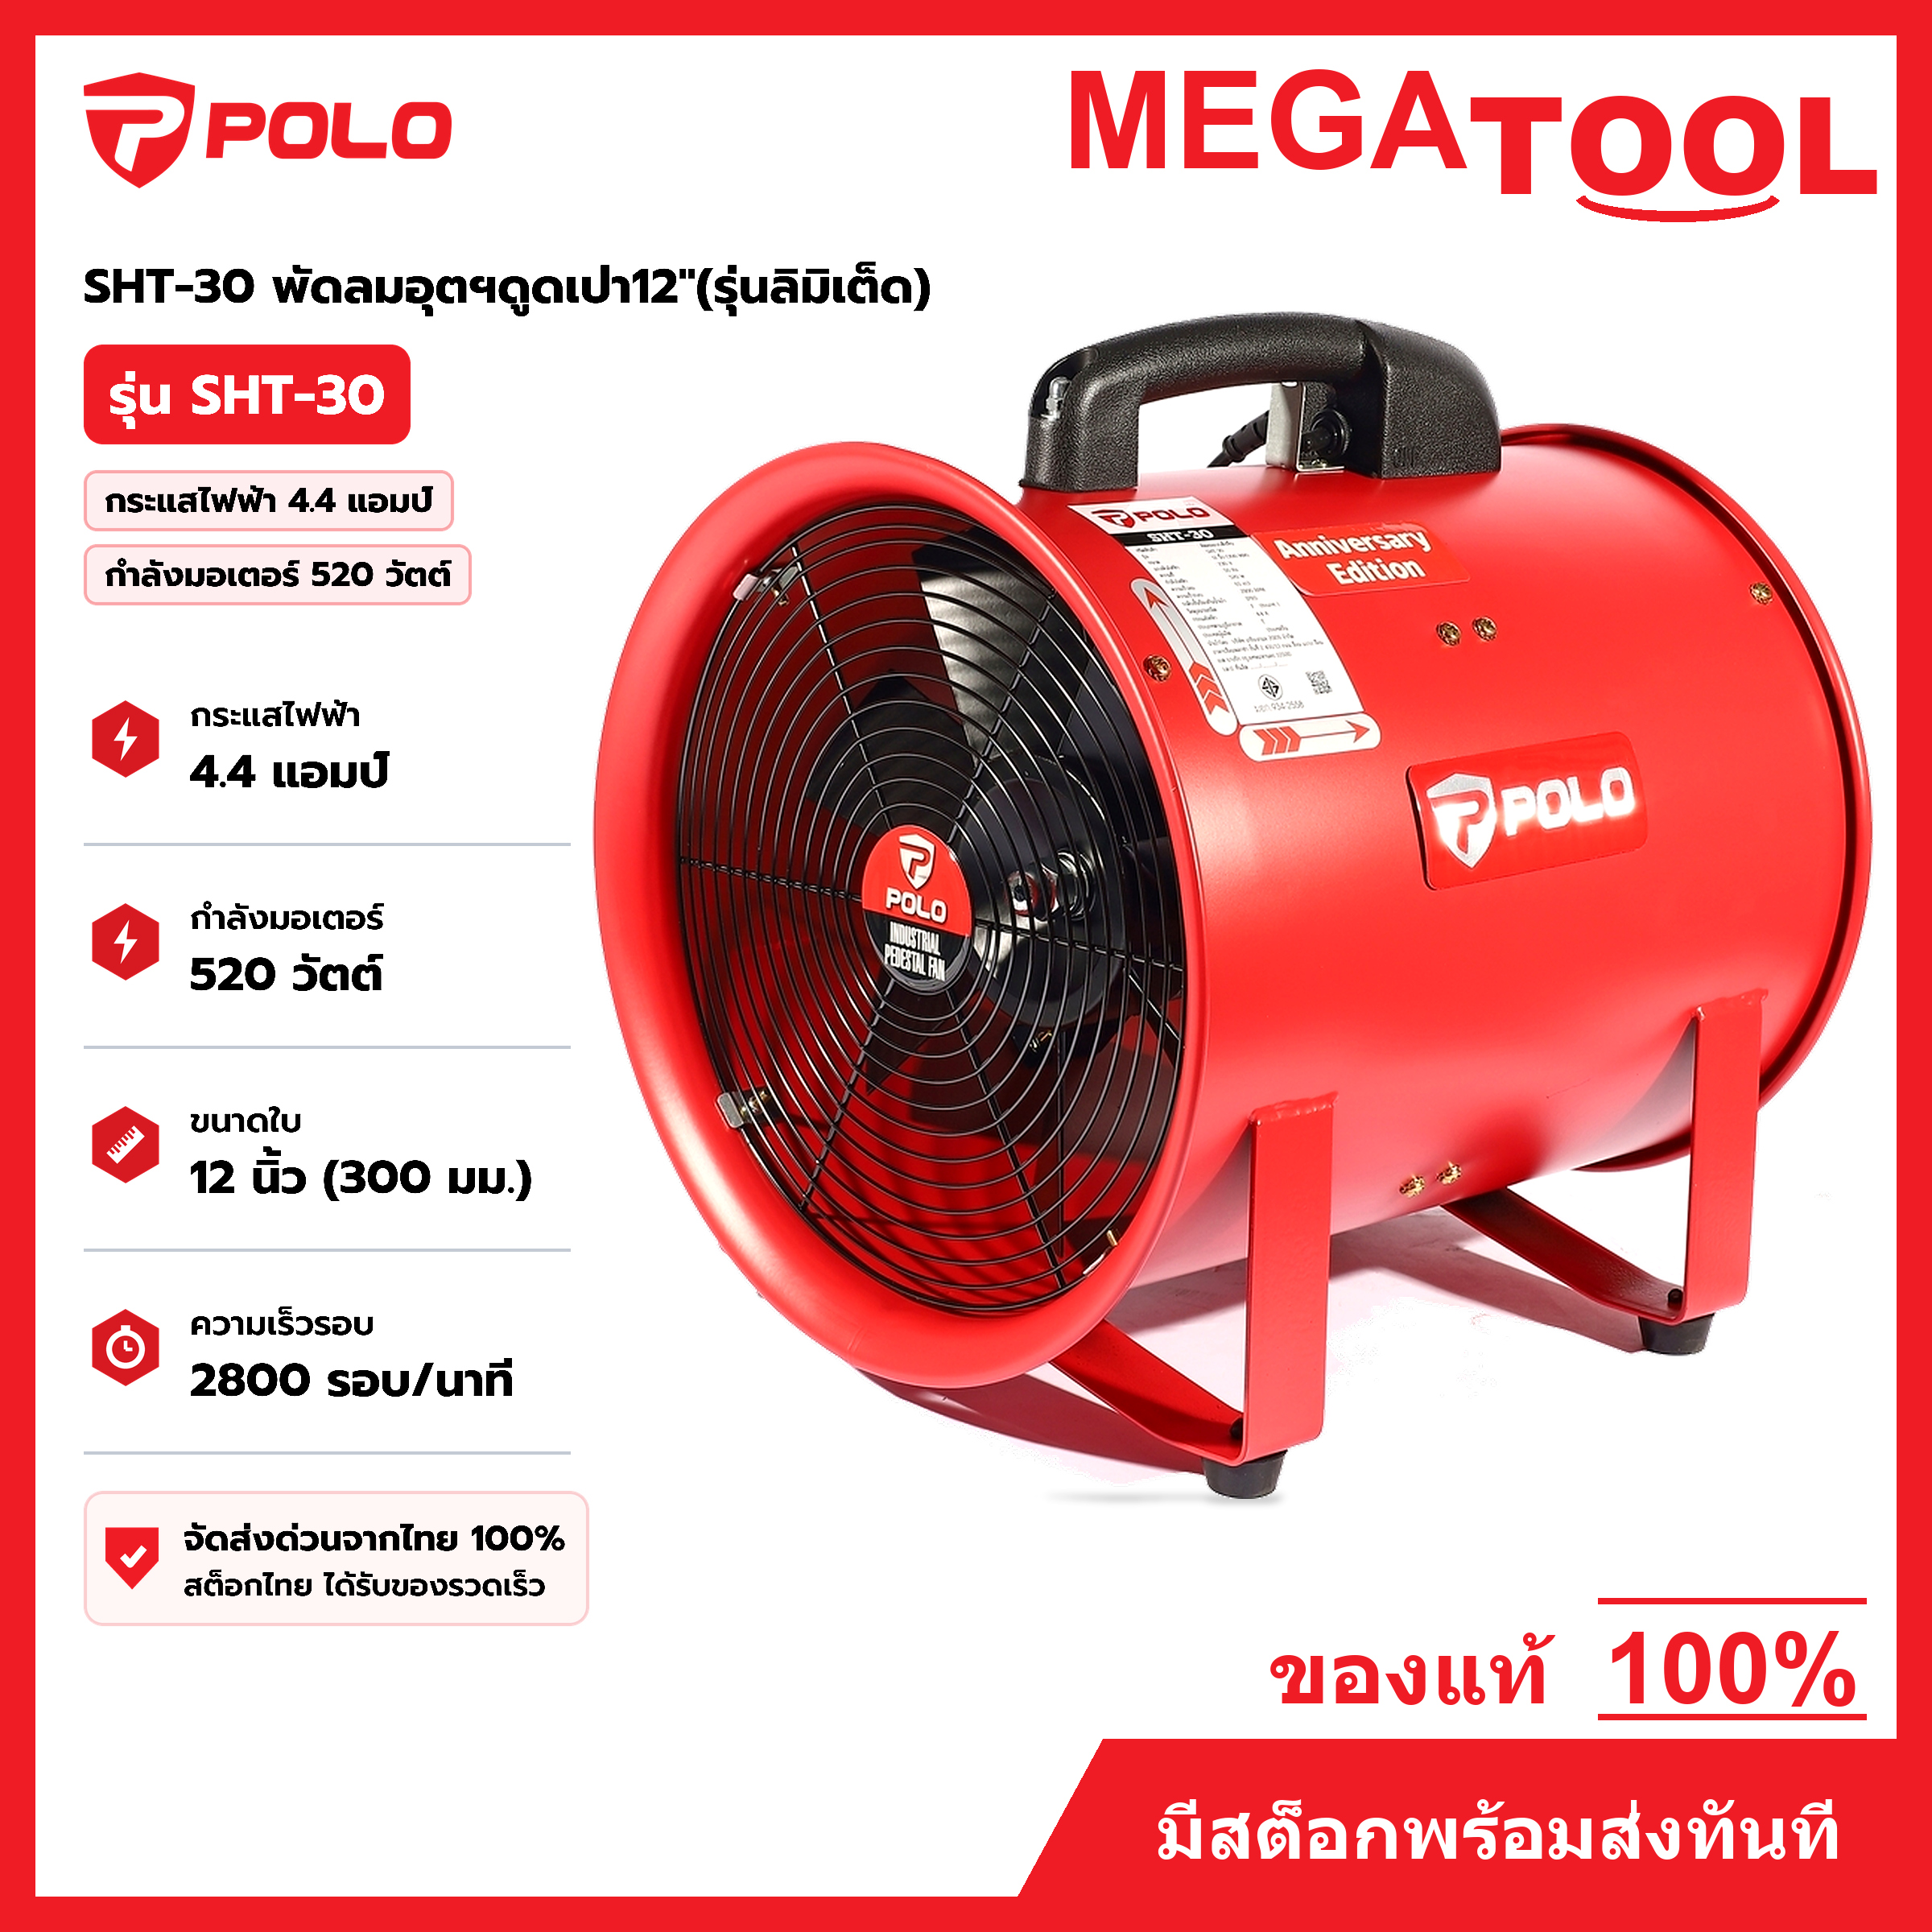 POLO
MEGATOOL
SHT-30 พัดลมอุตฯดูดเปา12"(รุ่นลิมิเต็ด)
รุ่น SHT-30
กระแสไฟฟ้า 4.4 แอมป์
กำลังมอเตอร์ 520 วัตต์
กระแสไฟฟ้า
4.4 แอมป์
กำลังมอเตอร์
520 วัตต์
ขนาดใบ
12 นิ้ว (300 มม.)
ความเร็วรอบ
2800 รอบ/นาที
จัดส่งด่วนจากไทย 100%
สต็อกไทย ได้รับของรวดเร็ว
POLO
SHT-30
Anniversary
Edition
POLO
POLO
INDUSTRIAL
PEDESTAL FAN
ของแท้ 100%
มีสต็อกพร้อมส่งทันที